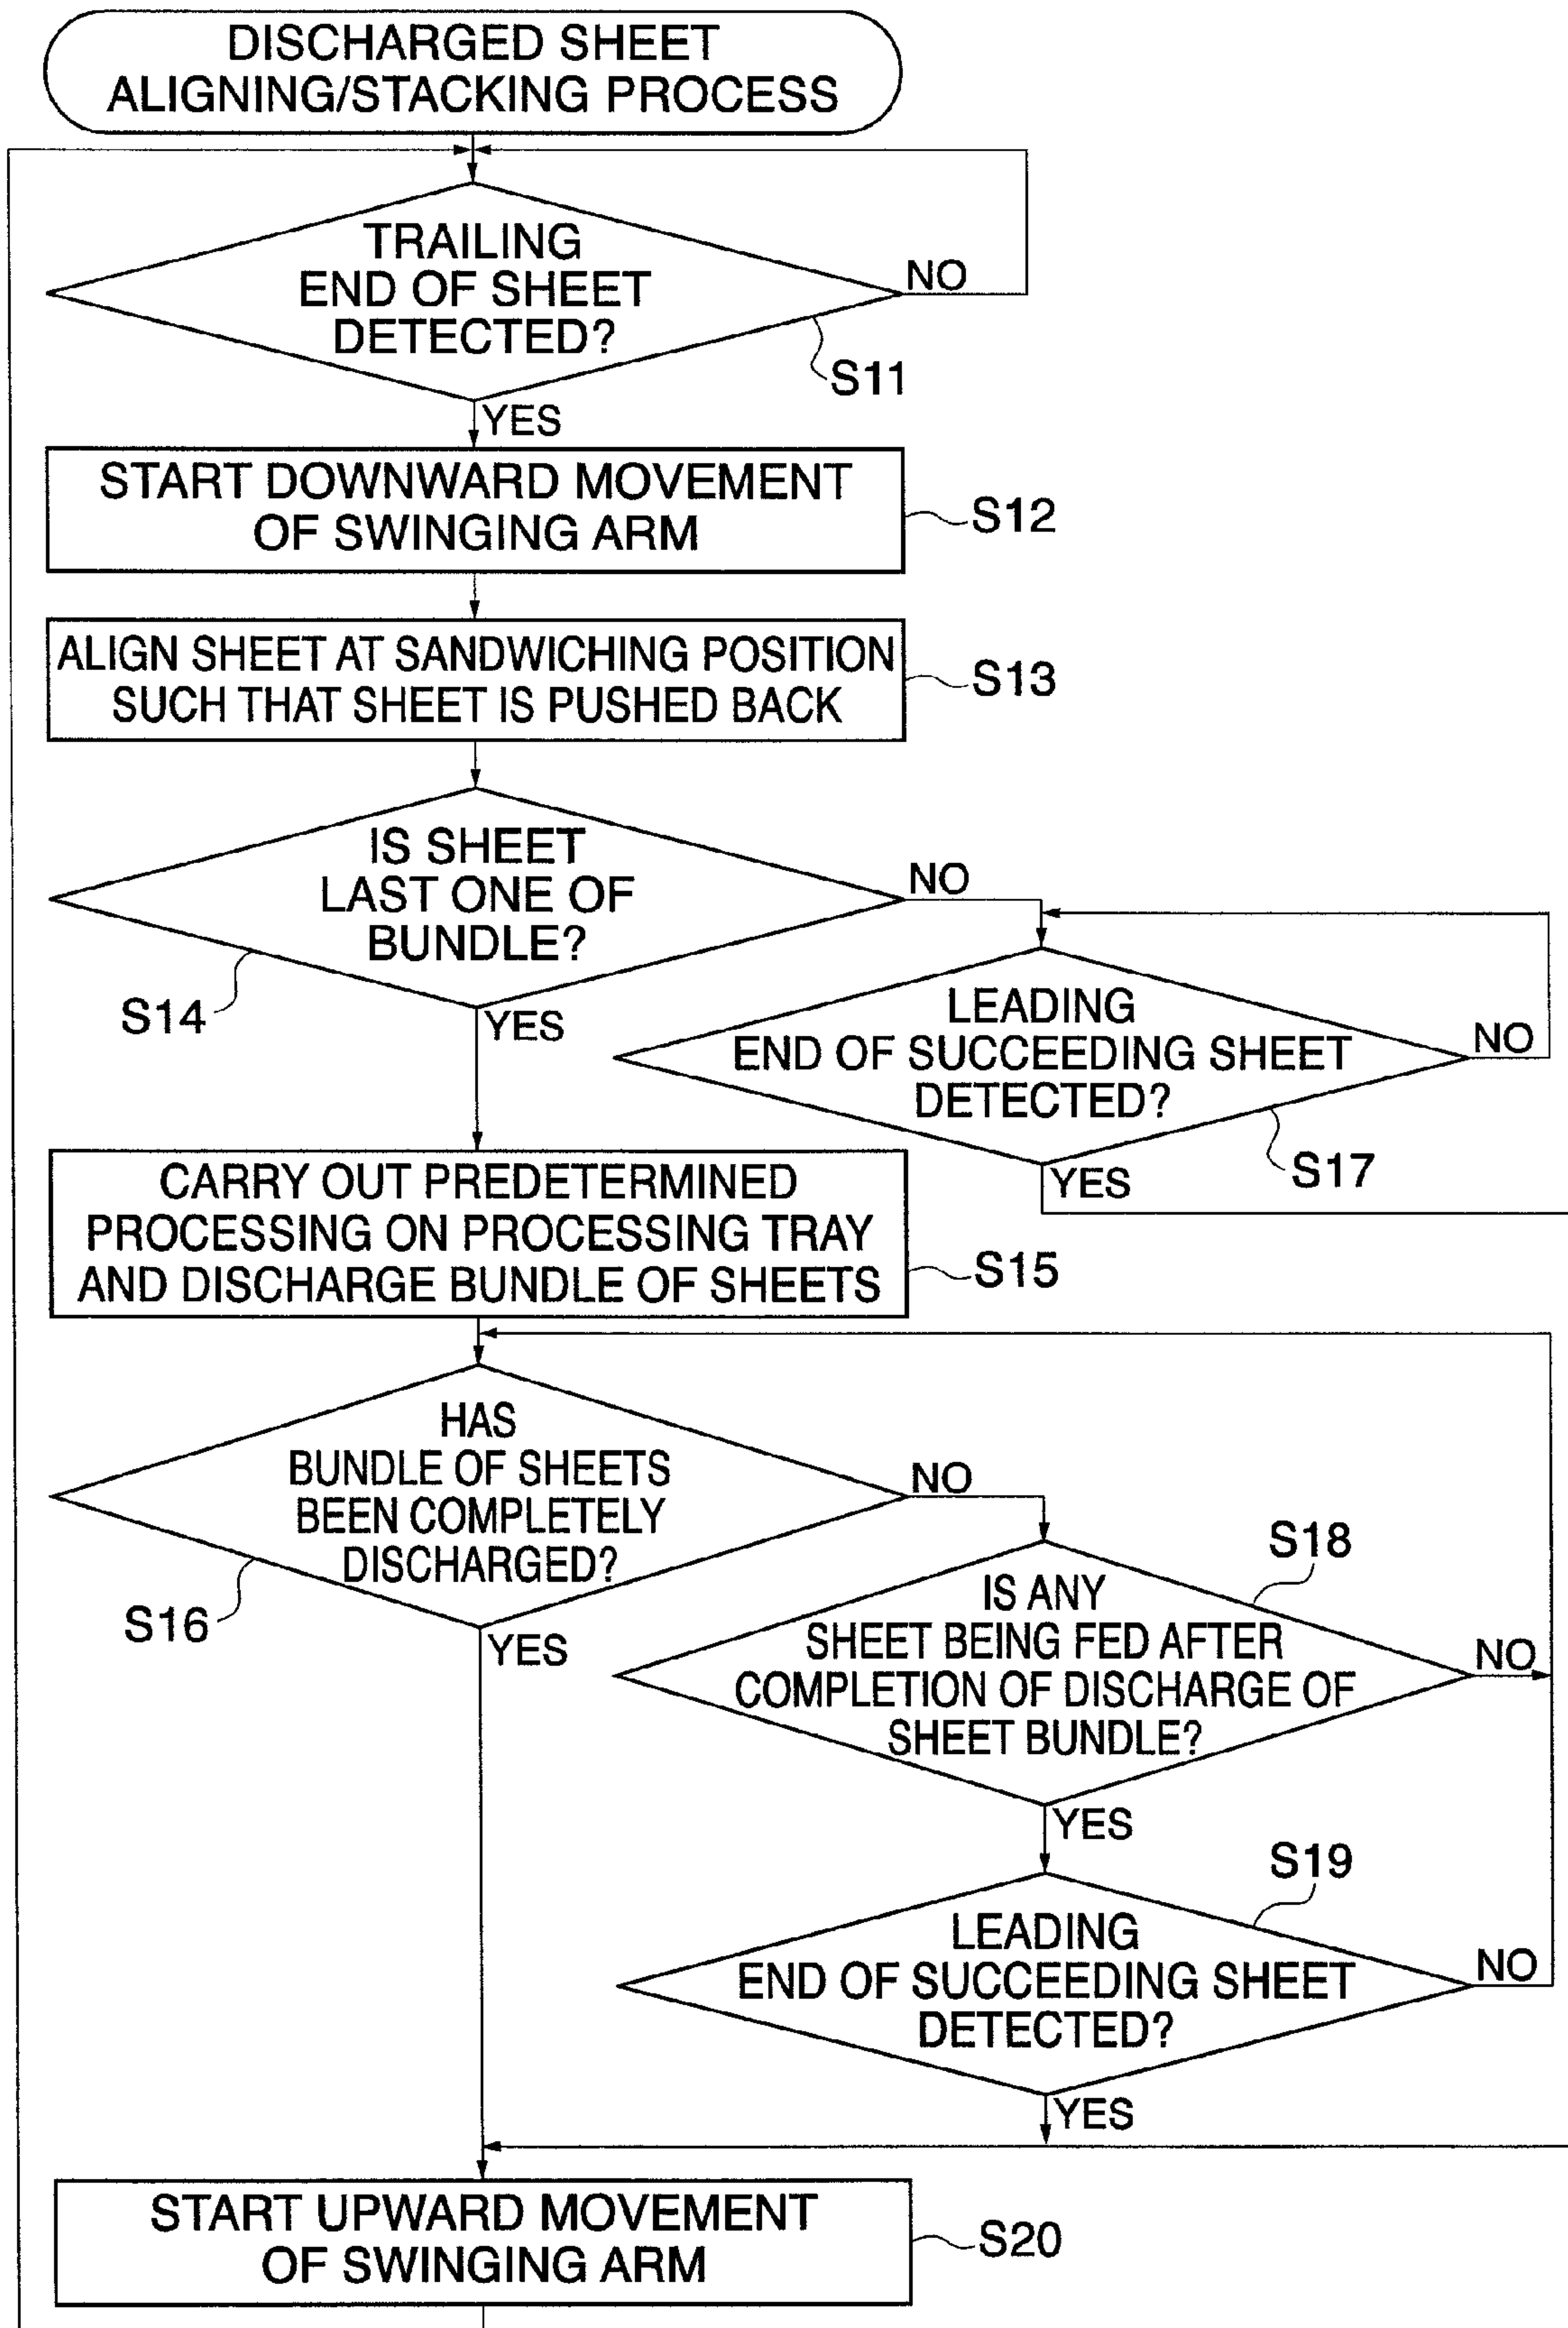 DISCHARGED SHEET
ALIGNING/STACKING PROCESS
TRAILING
END OF SHEET
DETECTED?
NO
S11
YES
START DOWNWARD MOVEMENT
OF SWINGING ARM
S12
ALIGN SHEET AT SANDWICHING POSITION
SUCH THAT SHEET IS PUSHED BACK
S13
IS SHEET
LAST ONE OF
BUNDLE?
NO
S14
YES
LEADING
END OF SUCCEEDING SHEET
DETECTED?
NO
S17
YES
CARRY OUT PREDETERMINED
PROCESSING ON PROCESSING TRAY
AND DISCHARGE BUNDLE OF SHEETS
S15
HAS
BUNDLE OF SHEETS
BEEN COMPLETELY
DISCHARGED?
NO
S16
YES
S18
IS ANY
SHEET BEING FED AFTER
COMPLETION OF DISCHARGE OF
SHEET BUNDLE?
NO
YES
S19
LEADING
END OF SUCCEEDING SHEET
DETECTED?
NO
YES
START UPWARD MOVEMENT
OF SWINGING ARM
S20